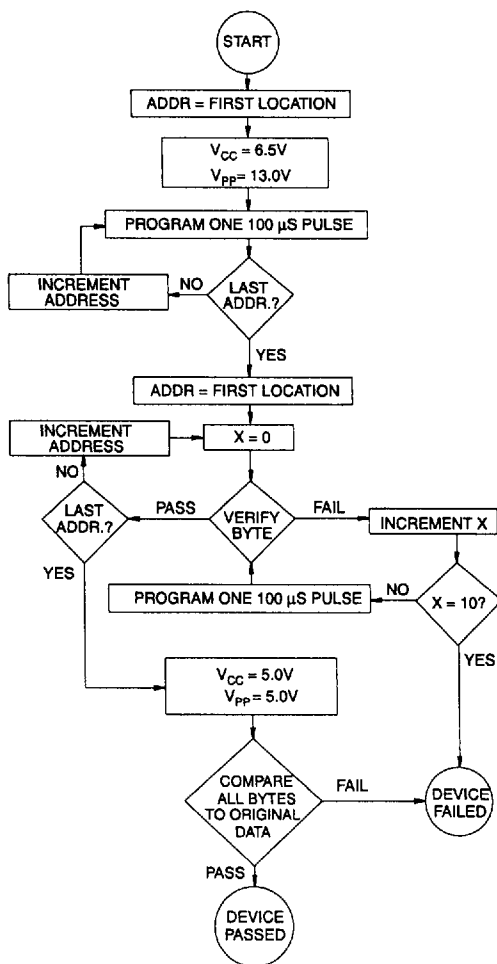 START
ADDR = FIRST LOCATION
VCC = 6.5V
VPP = 13.0V
PROGRAM ONE 100 µS PULSE
INCREMENT
ADDRESS
NO
LAST
ADDR.?
YES
ADDR = FIRST LOCATION
INCREMENT
ADDRESS
X = 0
NO
LAST
ADDR.?
PASS
VERIFY
BYTE
FAIL
INCREMENT X
YES
PROGRAM ONE 100 µS PULSE
NO
X = 10?
YES
VCC = 5.0V
VPP = 5.0V
COMPARE
ALL BYTES
TO ORIGINAL
DATA
FAIL
DEVICE
FAILED
PASS
DEVICE
PASSED